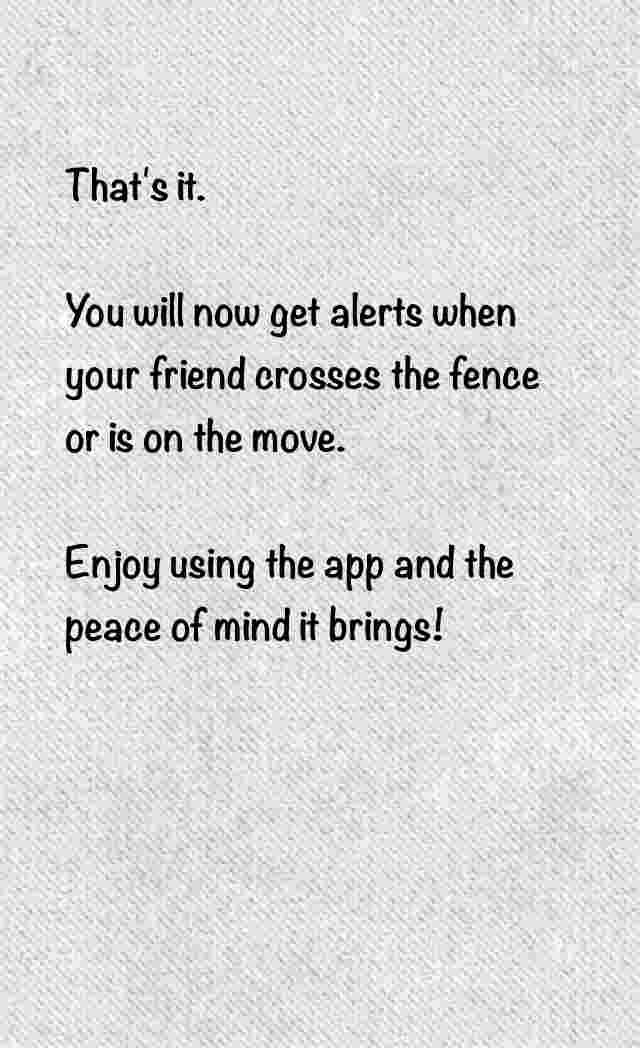 That's it.
You will now get alerts when
your friend crosses the fence
or is on the move.
Enjoy using the app and the
peace of mind it brings!